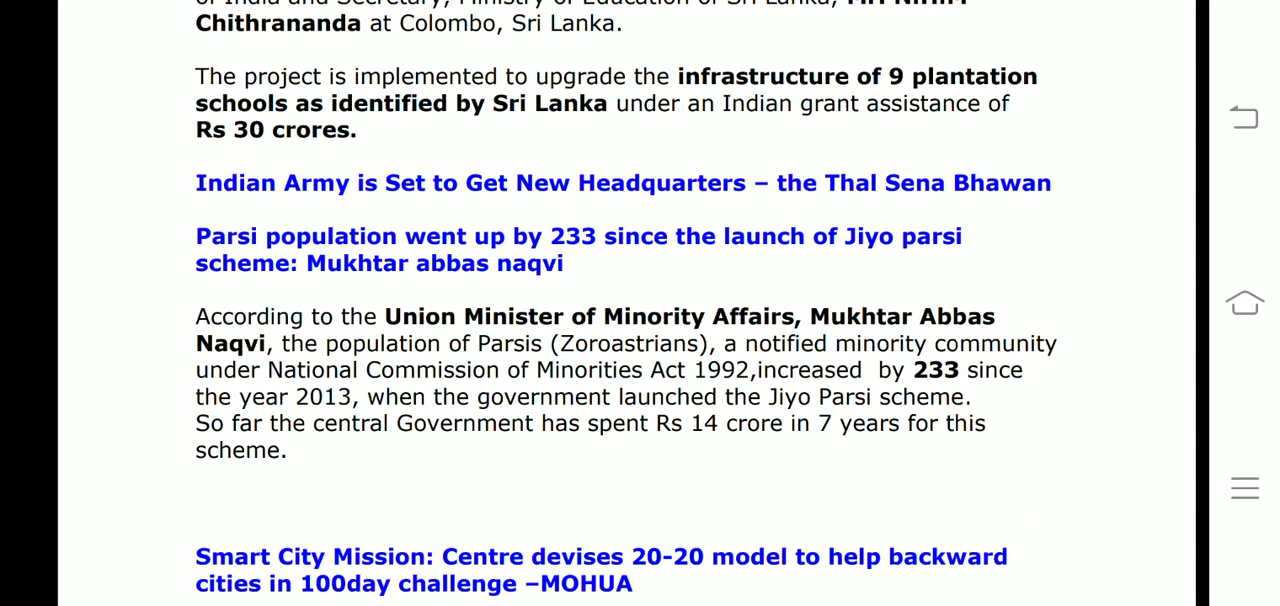 Chithrananda at Colombo, Sri Lanka.
The project is implemented to upgrade the infrastructure of 9 plantation
schools as identified by Sri Lanka under an Indian grant assistance of
Rs 30 crores.
Indian Army is Set to Get New Headquarters – the Thal Sena Bhawan
Parsi population went up by 233 since the launch of Jiyo parsi
scheme: Mukhtar abbas naqvi
According to the Union Minister of Minority Affairs, Mukhtar Abbas
Naqvi, the population of Parsis (Zoroastrians), a notified minority community
under National Commission of Minorities Act 1992,increased  by 233 since
the year 2013, when the government launched the Jiyo Parsi scheme.
So far the central Government has spent Rs 14 crore in 7 years for this
scheme.
Smart City Mission: Centre devises 20-20 model to help backward
cities in 100day challenge –MOHUA